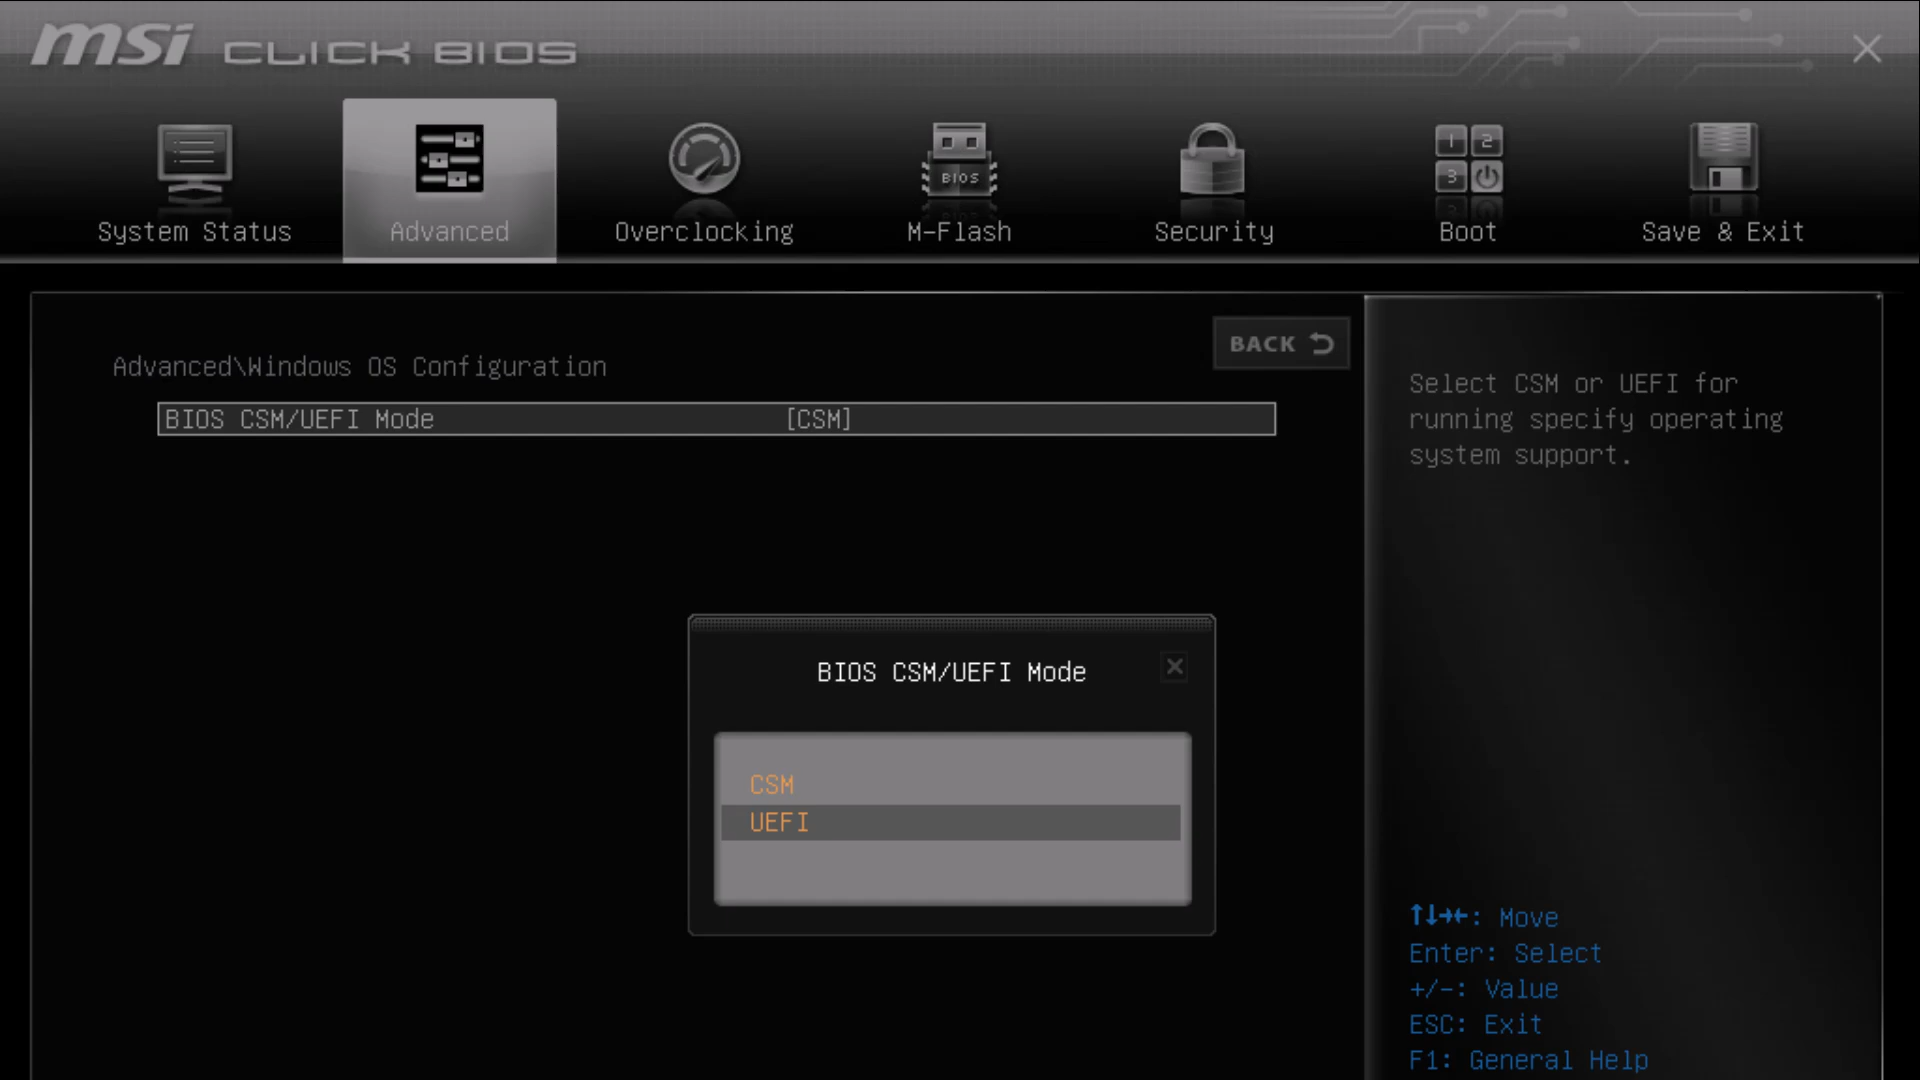 msi CLICK BIOS
BIOS
1 2
3
System Status
Advanced
Overclocking
M-Flash
Security
Boot
Save & Exit
BACK
Advanced\Windows OS Configuration
BIOS CSM/UEFI Mode [CSM]
Select CSM or UEFI for
running specify operating
system support.
BIOS CSM/UEFI Mode
CSM
UEFI
↑↓→←: Move
Enter: Select
+/-: Value
ESC: Exit
F1: General Help